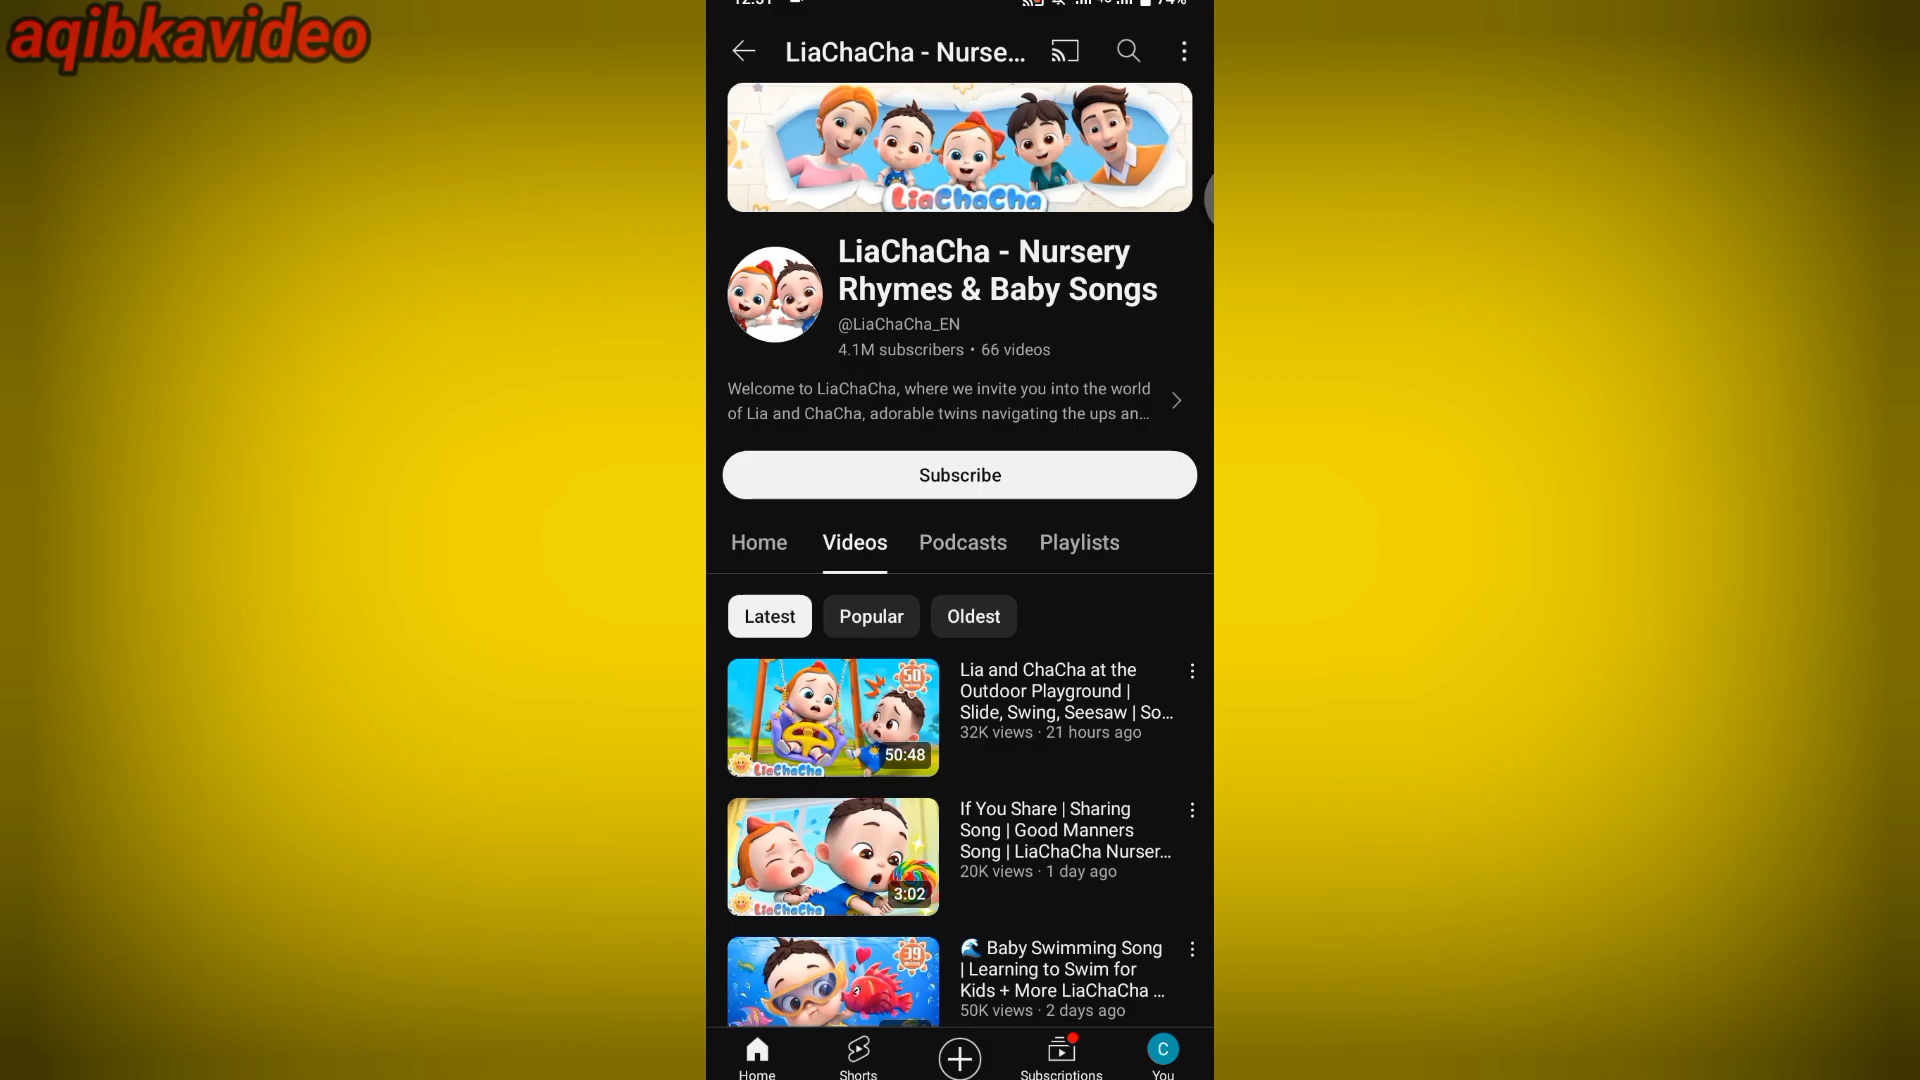 aqibkavideo
12:51
74%
LiaChaCha - Nurse...
LiaChaCha
LiaChaCha - Nursery
Rhymes & Baby Songs
@LiaChaCha_EN
4.1M subscribers • 66 videos
Welcome to LiaChaCha, where we invite you into the world
of Lia and ChaCha, adorable twins navigating the ups an...
Subscribe
Home Videos Podcasts Playlists
Latest Popular Oldest
50
mins
50:48
LiaChaCha
Lia and ChaCha at the
Outdoor Playground |
Slide, Swing, Seesaw | So...
32K views · 21 hours ago
3:02
LiaChaCha
If You Share | Sharing
Song | Good Manners
Song | LiaChaCha Nurser...
20K views · 1 day ago
39
mins
🌊 Baby Swimming Song
| Learning to Swim for
Kids + More LiaChaCha ...
50K views · 2 days ago
Home Shorts Subscriptions C You